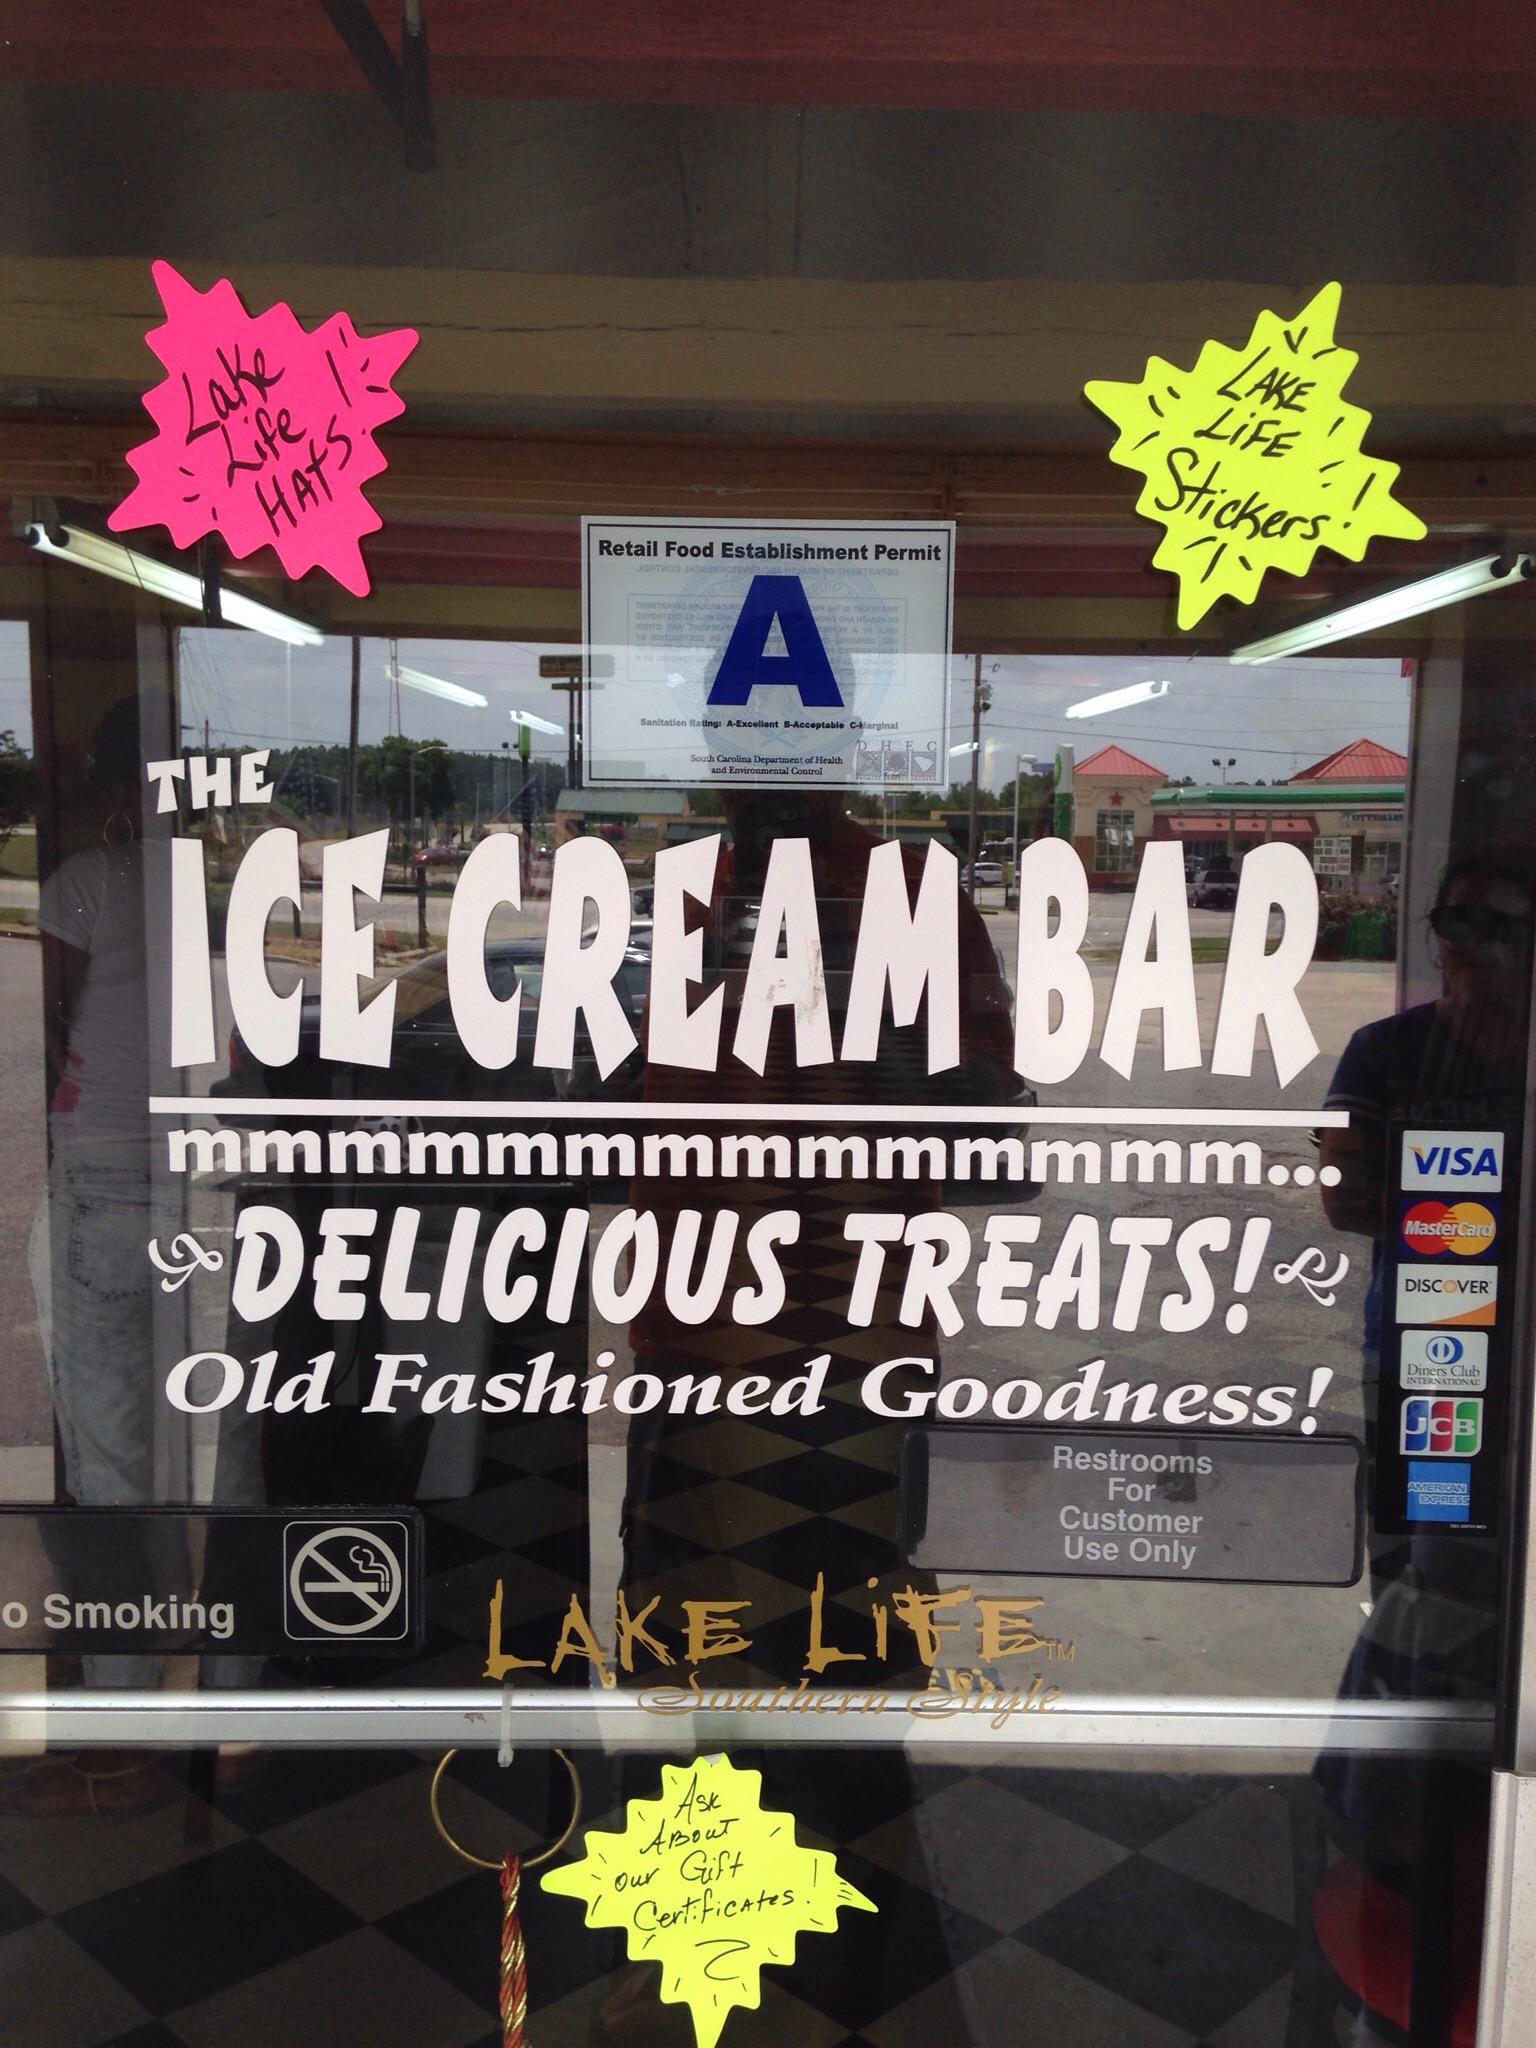 Lake
Life
HATS!
LAKE
LiFE
Stickers!
Retail Food Establishment Permit
A
Sanitation Rating: A-Excellent B-Acceptable C-Marginal
South Carolina Department of Health
and Environmental Control
DHEC
THE
ICE CREAM BAR
mmmmmmmmmmmmmm...
DELICIOUS TREATS!
Old Fashioned Goodness!
VISA
MasterCard
DISCOVER
Diners Club
INTERNATIONAL
JCB
AMERICAN
EXPRESS
Restrooms
For
Customer
Use Only
o Smoking
LAKE LiFE TM
Southern Style
Ask
About
our Gift
Certificates!